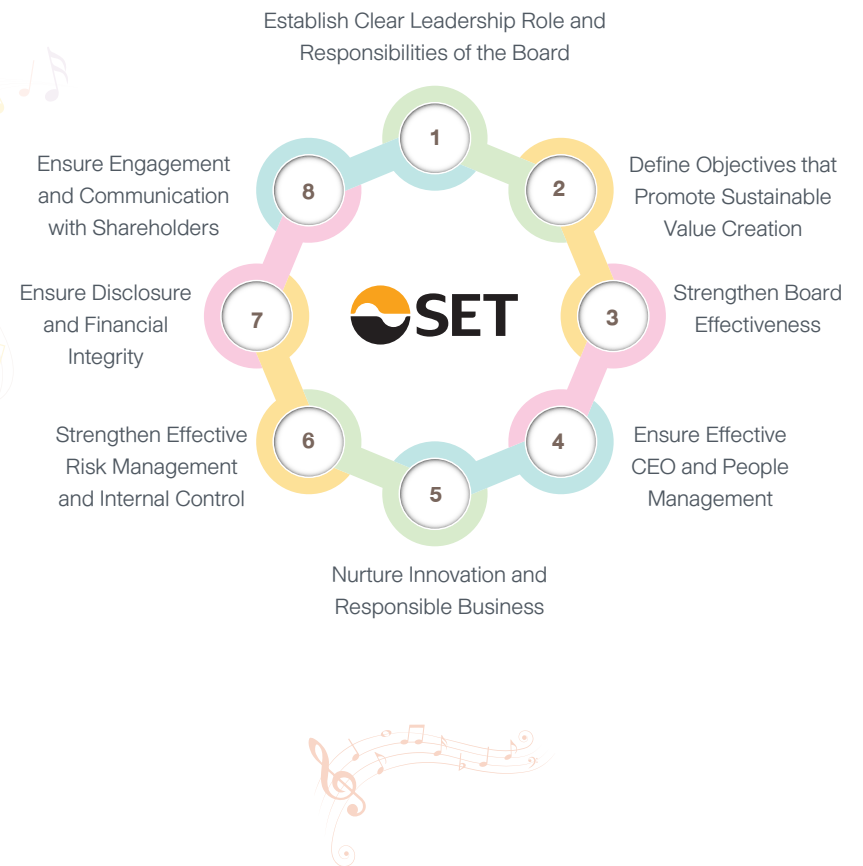 Establish Clear Leadership Role and
Responsibilities of the Board
1
2
Define Objectives that
Promote Sustainable
Value Creation
3
Strengthen Board
Effectiveness
4
Ensure Effective
CEO and People
Management
5
Nurture Innovation and
Responsible Business
6
Strengthen Effective
Risk Management
and Internal Control
7
Ensure Disclosure
and Financial
Integrity
8
Ensure Engagement
and Communication
with Shareholders
SET